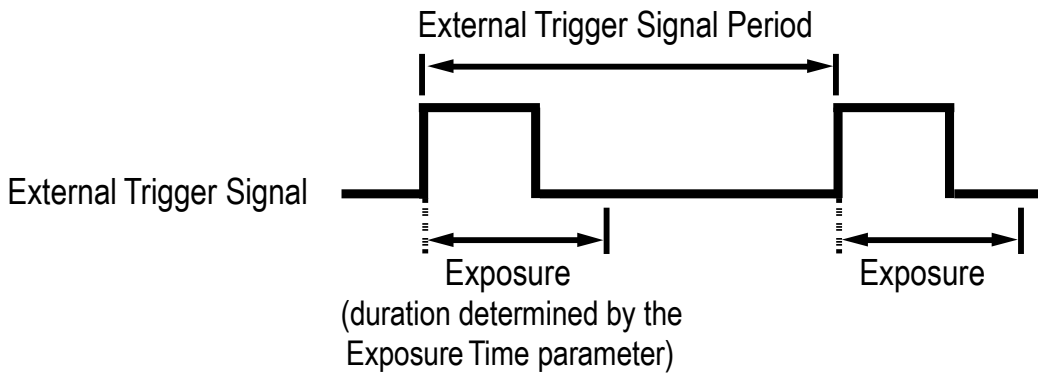 External Trigger Signal Period
External Trigger Signal
Exposure
(duration determined by the
Exposure Time parameter)
Exposure